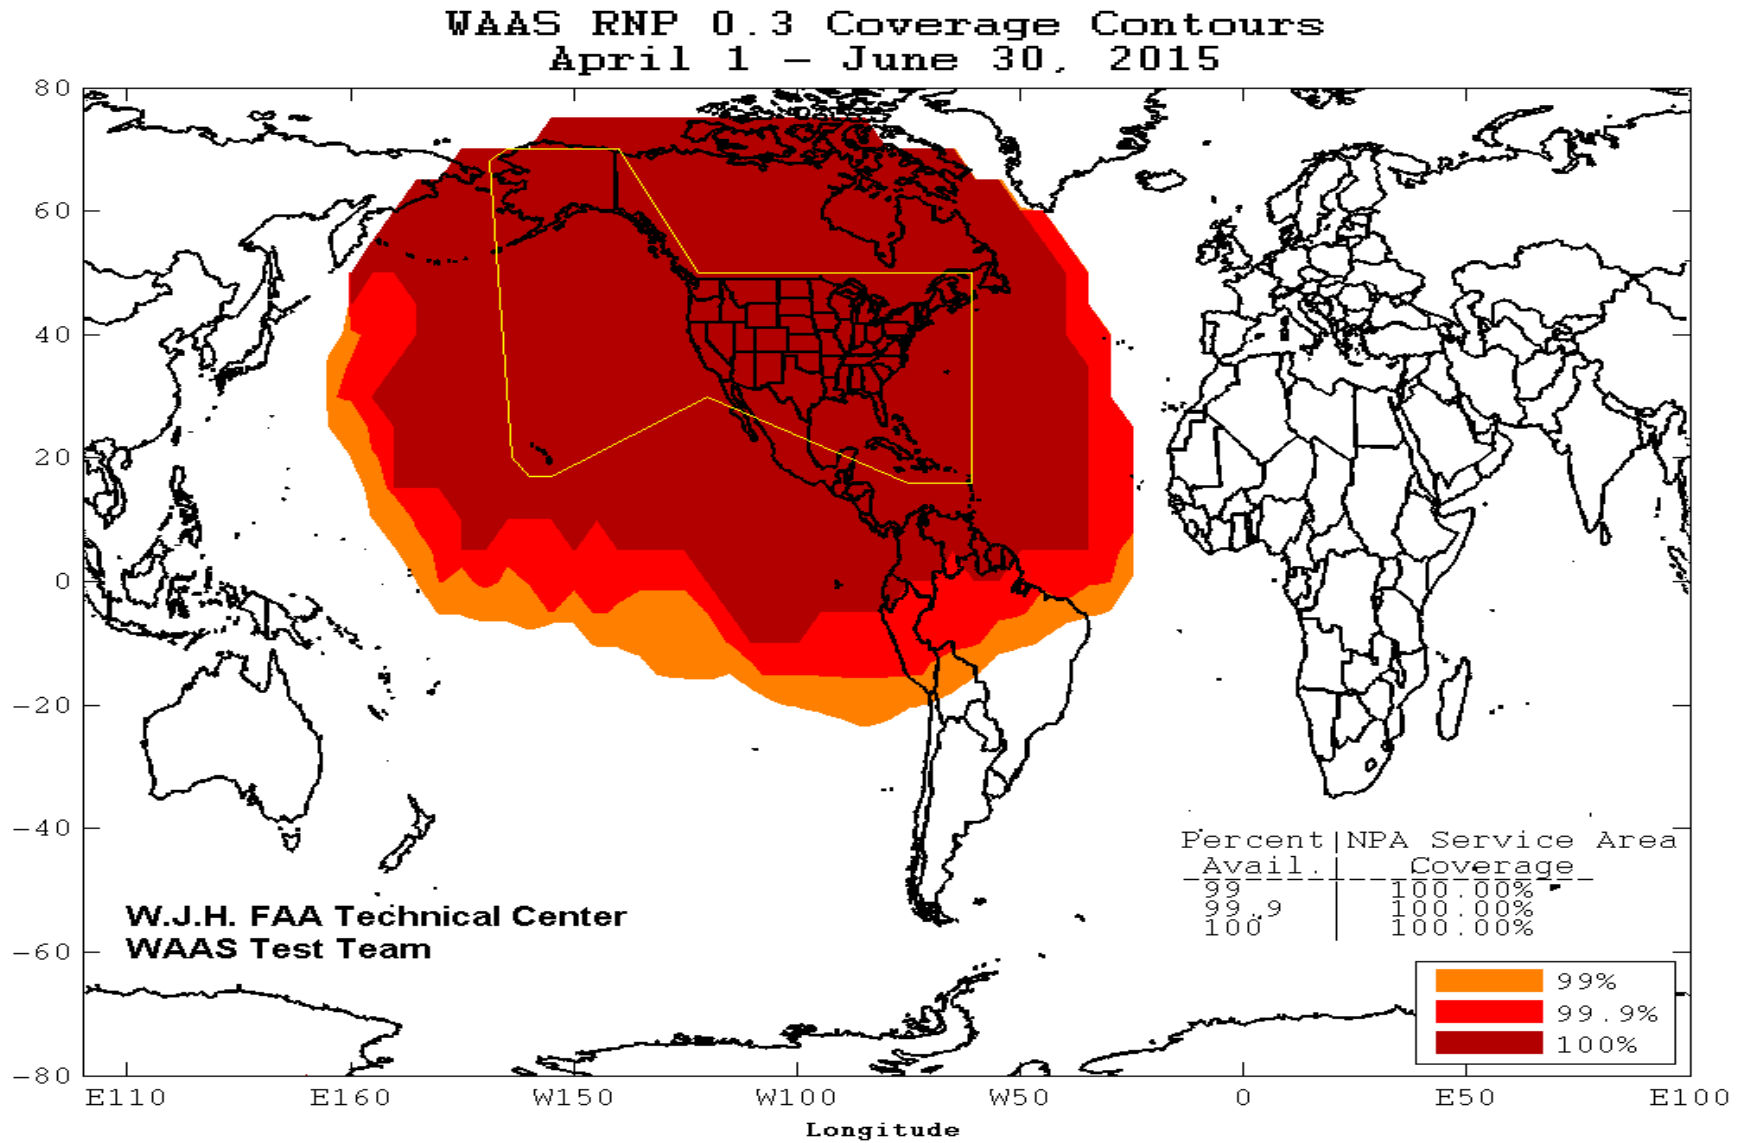 WAAS RNP 0.3 Coverage Contours
April 1 – June 30, 2015
80
60
40
20
0
−20
−40
−60
−80
Percent|NPA Service Area
Avail.| Coverage
99 | 100.00%
99.9 | 100.00%
100 | 100.00%
W.J.H. FAA Technical Center
WAAS Test Team
99%
99.9%
100%
E110 E160 W150 W100 W50 0 E50 E100
Longitude